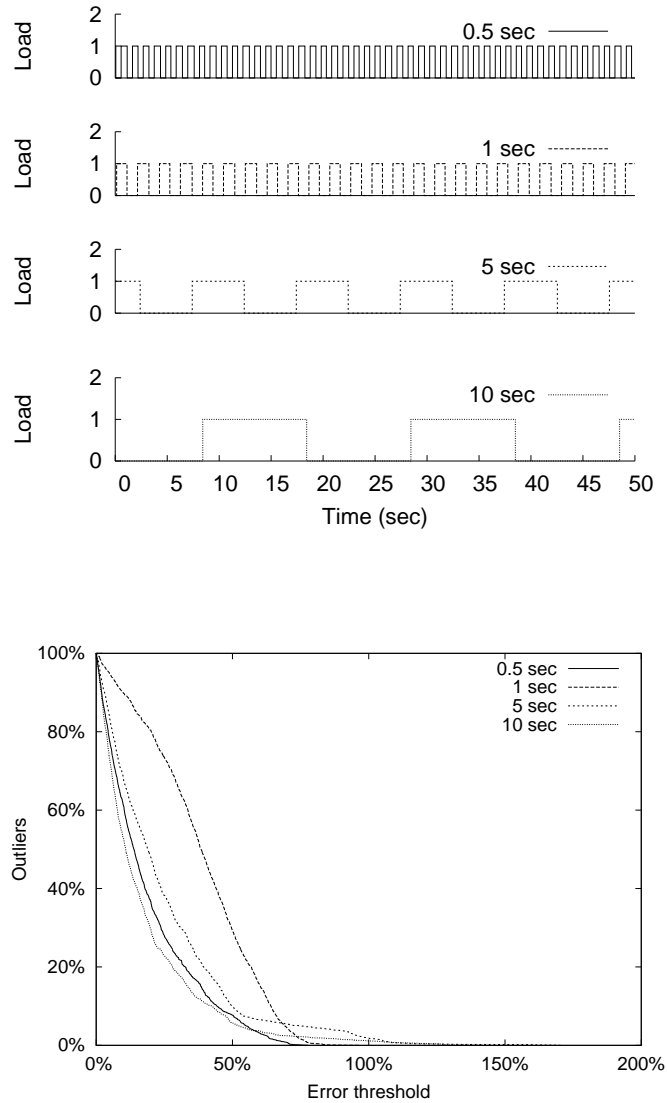 Load
2
1
0
0.5 sec
Load
2
1
0
1 sec
Load
2
1
0
5 sec
Load
2
1
0
10 sec
0 5 10 15 20 25 30 35 40 45 50
Time (sec)
100%
80%
60%
40%
20%
0%
Outliers
0.5 sec
1 sec
5 sec
10 sec
0% 50% 100% 150% 200%
Error threshold